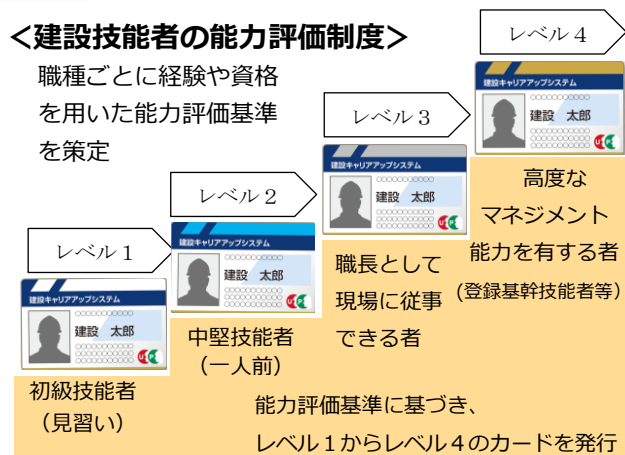 ＜建設技能者の能力評価制度＞
職種ごとに経験や資格
を用いた能力評価基準
を策定
レベル１
建設キャリアアップシステム
建設　太郎
初級技能者
（見習い）
レベル２
建設キャリアアップシステム
建設　太郎
中堅技能者
（一人前）
レベル３
建設キャリアアップシステム
建設　太郎
職長として
現場に従事
できる者
レベル４
建設キャリアアップシステム
建設　太郎
高度な
マネジメント
能力を有する者
（登録基幹技能者等）
能力評価基準に基づき、
レベル１からレベル４のカードを発行